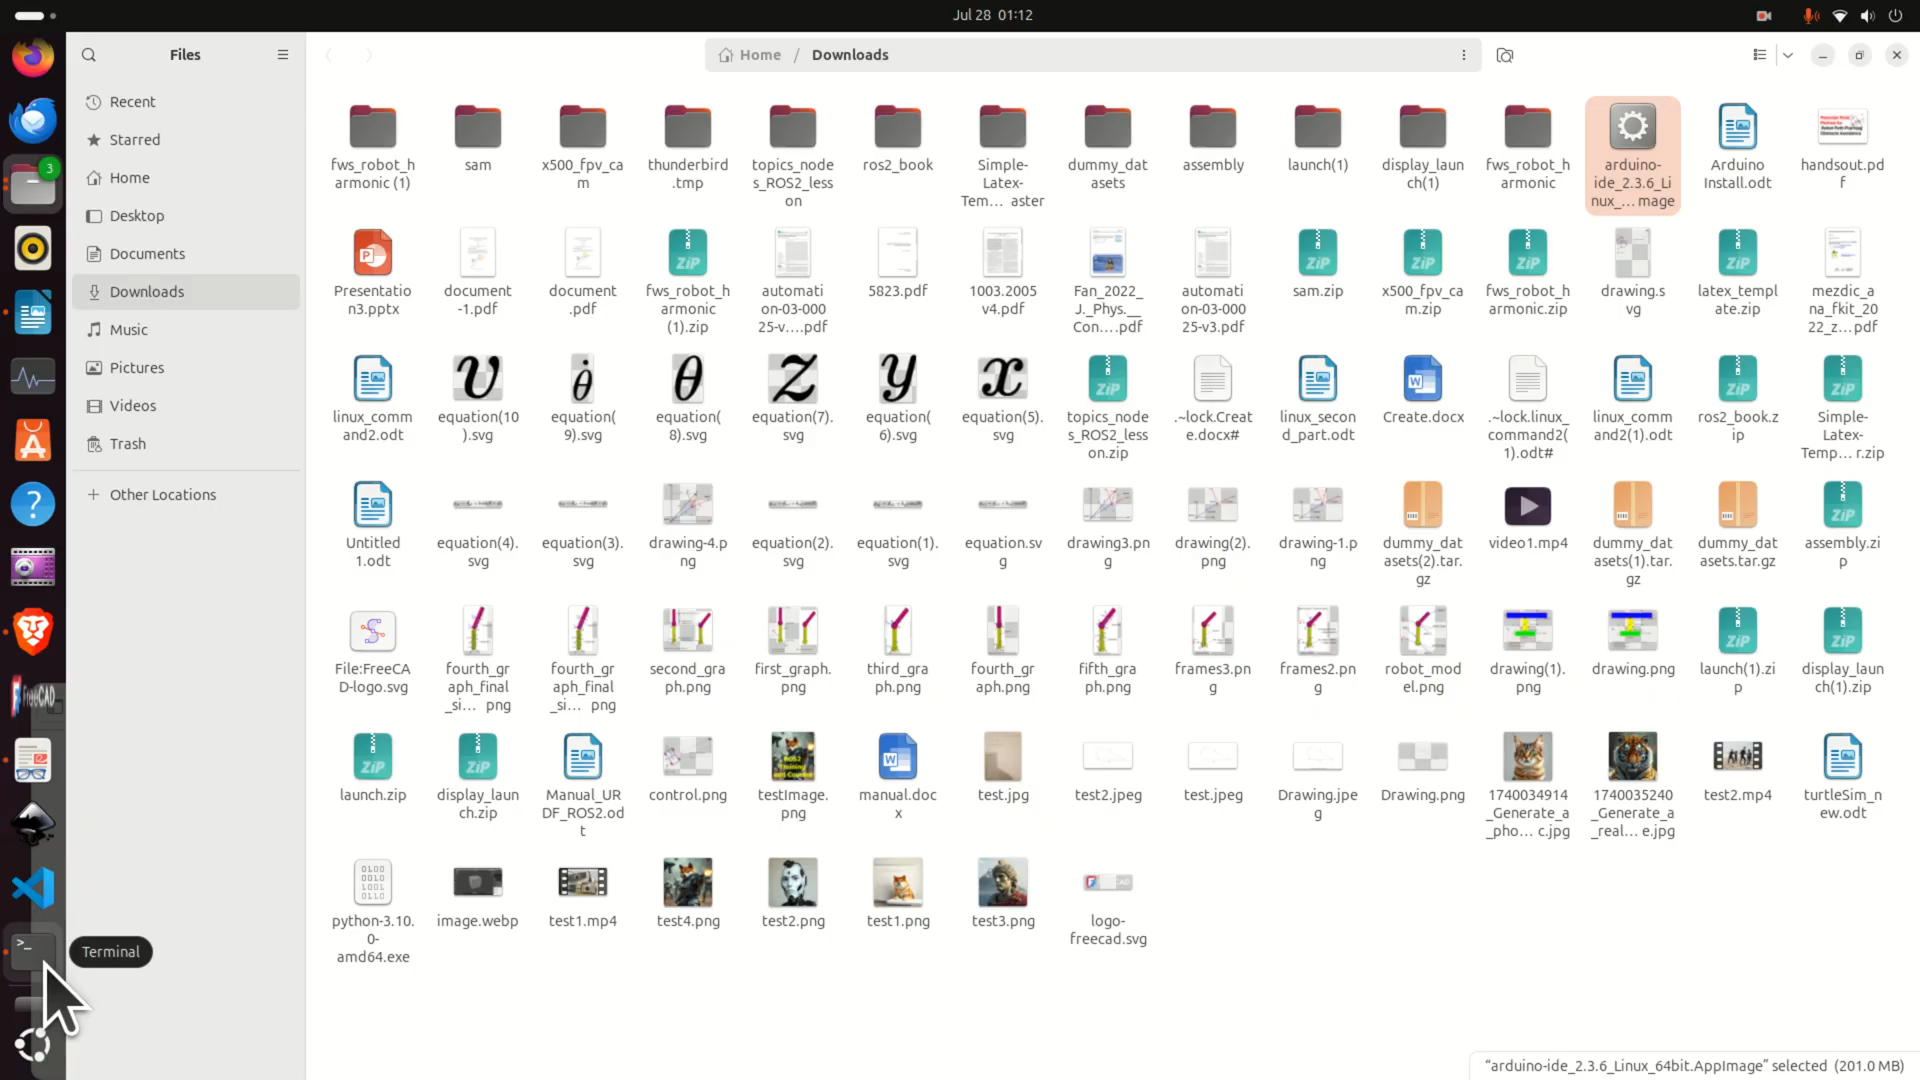 Jul 28 01:12
Files
Home / Downloads
3
Recent
Starred
Home
Desktop
Documents
Downloads
Music
Pictures
Videos
Trash
Other Locations
Terminal
fws_robot_h
armonic (1)
sam
x500_fpv_ca
m
thunderbird
.tmp
topics_node
s_ROS2_less
on
ros2_book
Simple-
Latex-
Tem… aster
dummy_dat
asets
assembly
launch(1)
display_laun
ch(1)
fws_robot_h
armonic
arduino-
ide_2.3.6_Li
nux_… mage
Arduino
Install.odt
handsout.pd
f
Presentatio
n3.pptx
document
-1.pdf
document
.pdf
ZiP
fws_robot_h
armonic
(1).zip
automati
on-03-000
25-v….pdf
5823.pdf
1003.2005
v4.pdf
Fan_2022_
J._Phys.__
Con….pdf
automati
on-03-000
25-v3.pdf
ZiP
sam.zip
ZiP
x500_fpv_ca
m.zip
ZiP
fws_robot_h
armonic.zip
drawing.s
vg
ZiP
latex_templ
ate.zip
mezdic_a
na_fkit_20
22_z….pdf
linux_comm
and2.odt
υ
equation(10
).svg
θ̇
equation(
9).svg
θ
equation(
8).svg
z
equation(7).
svg
y
equation(
6).svg
x
equation(5).
svg
ZiP
topics_node
s_ROS2_less
on.zip
.~lock.Creat
e.docx#
linux_secon
d_part.odt
W
Create.docx
.~lock.linux_
command2(
1).odt#
linux_comm
and2(1).odt
ZiP
ros2_book.z
ip
ZiP
Simple-
Latex-
Temp… r.zip
Untitled
1.odt
equation(4).
svg
equation(3).
svg
drawing-4.p
ng
equation(2).
svg
equation(1).
svg
equation.sv
g
drawing3.pn
g
drawing(2).
png
drawing-1.p
ng
dummy_dat
asets(2).tar.
gz
video1.mp4
dummy_dat
asets(1).tar.
gz
dummy_dat
asets.tar.gz
ZiP
assembly.zi
p
File:FreeCA
D-logo.svg
fourth_gr
aph_final
_si… png
fourth_gr
aph_final
_si… png
second_gra
ph.png
first_graph.
png
third_gra
ph.png
fourth_gr
aph.png
fifth_gra
ph.png
frames3.pn
g
frames2.pn
g
robot_mod
el.png
drawing(1).
png
drawing.png
ZiP
launch(1).zi
p
ZiP
display_laun
ch(1).zip
ZiP
launch.zip
ZiP
display_laun
ch.zip
Manual_UR
DF_ROS2.od
t
control.png
testImage.
png
W
manual.doc
x
test.jpg
test2.jpeg
test.jpeg
Drawing.jpe
g
Drawing.png
1740034914
_Generate_a
_pho… c.jpg
1740035240
_Generate_a
_real… e.jpg
test2.mp4
turtleSim_n
ew.odt
python-3.10.
0-
amd64.exe
image.webp
test1.mp4
test4.png
test2.png
test1.png
test3.png
logo-
freecad.svg
"arduino-ide_2.3.6_Linux_64bit.AppImage" selected (201.0 MB)